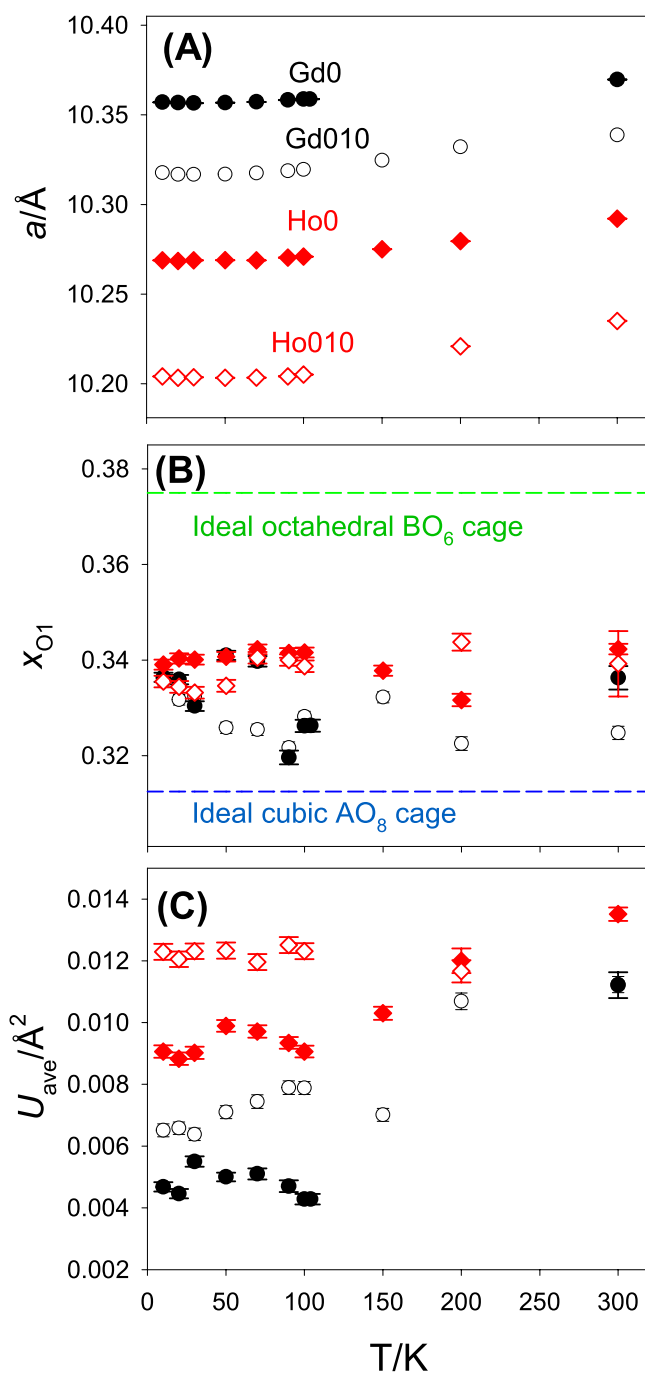 (A)
10.40
10.35
10.30
10.25
10.20
a/Å
Gd0
Gd010
Ho0
Ho010
(B)
0.38
0.36
0.34
0.32
xO1
Ideal octahedral BO6 cage
Ideal cubic AO8 cage
(C)
0.014
0.012
0.010
0.008
0.006
0.004
0.002
Uave/Å2
0 50 100 150 200 250 300
T/K